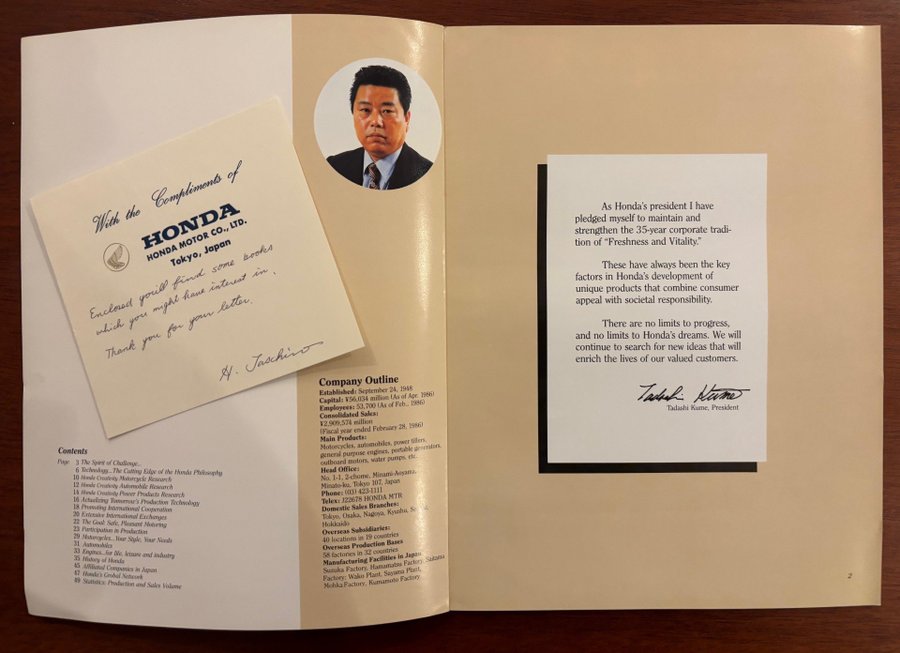 With the Compliments of
HONDA
HONDA MOTOR CO., LTD.
Tokyo, Japan
Enclosed you'll find some books
which you might have interest in.
Thank you for your letter.
H. Taschiro
Contents
Page 3 The Spirit of Challenge...
6 Technology...The Cutting Edge of the Honda Philosophy
10 Honda Creativity Motorcycle Research
12 Honda Creativity Automobile Research
14 Honda Creativity Power Products Research
16 Actualizing Tomorrow's Production Technology
18 Promoting International Cooperation
20 Extensive International Exchanges
22 The Goal: Safe, Pleasant Motoring
23 Participation in Production
29 Motorcycles...Your Style, Your Needs
31 Automobiles
33 Engines...for life, leisure and industry
35 History of Honda
45 Affiliated Companies in Japan
47 Honda's Grobal Network
49 Statistics: Production and Sales Volume
Company Outline
Established: September 24, 1948
Capital: ¥56,034 million (As of Apr. 1986)
Employees: 53,700 (As of Feb., 1986)
Consolidated Sales:
¥2,909,574 million
(Fiscal year ended February 28, 1986)
Main Products:
Motorcycles, automobiles, power tillers,
general purpose engines, portable generators,
outboard motors, water pumps, etc.
Head Office:
No. 1-1, 2-chome, Minami-Aoyama,
Minato-ku, Tokyo 107, Japan
Phone: (03) 423-1111
Telex: J22678 HONDA MTR
Domestic Sales Branches:
Tokyo, Osaka, Nagoya, Kyushu,
Hokkaido
Overseas Subsidiaries:
40 locations in 19 countries
Overseas Production Bases
58 factories in 32 countries
Manufacturing Facilities in Japan
Suzuka Factory, Hamamatsu Factory, Saitama
Factory: Wako Plant, Sayama Plant,
Mohka Factory, Kumamoto Factory
As Honda's president I have
pledged myself to maintain and
strengthen the 35-year corporate tradi-
tion of "Freshness and Vitality."
These have always been the key
factors in Honda's development of
unique products that combine consumer
appeal with societal responsibility.
There are no limits to progress,
and no limits to Honda's dreams. We will
continue to search for new ideas that will
enrich the lives of our valued customers.
Tadashi Kume
Tadashi Kume, President
2